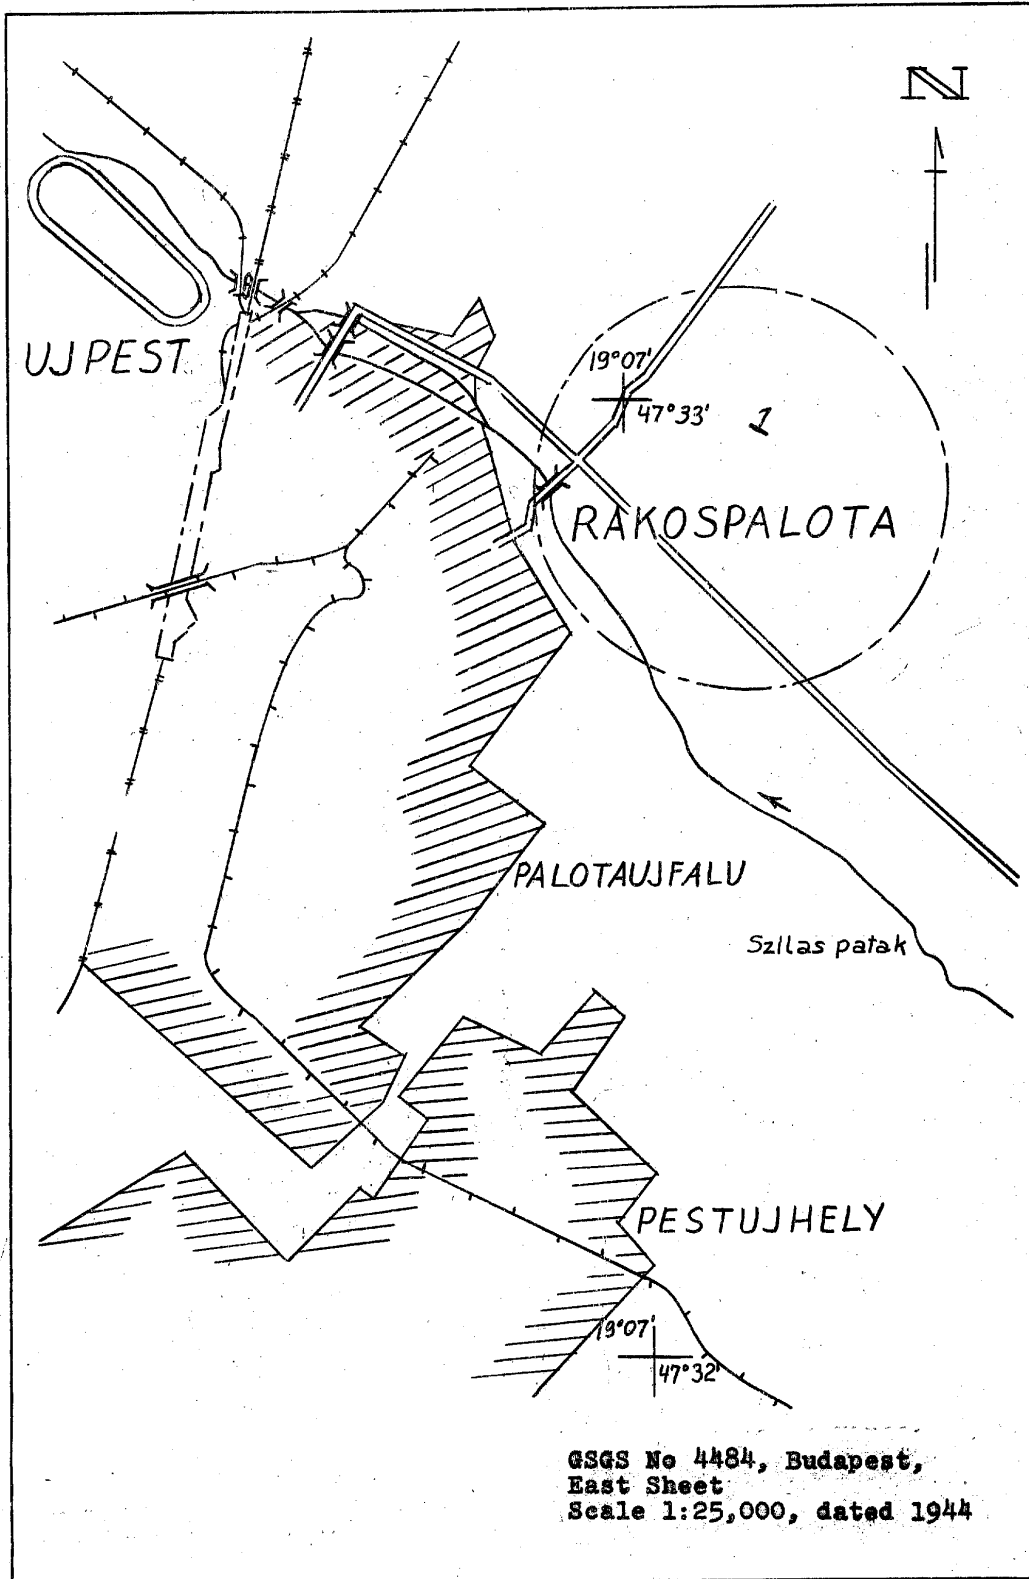 N
UJPEST
19°07'
47°33'
1
RAKOSPALOTA
PALOTAUJFALU
Szilas patak
PESTUJHELY
19°07'
47°32'
GSGS No 4484, Budapest,
East Sheet
Scale 1:25,000, dated 1944